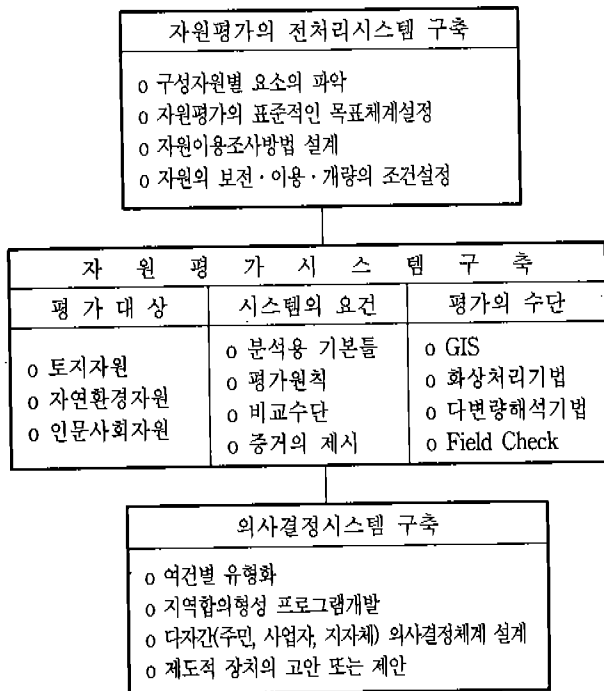 자원평가의 전처리시스템 구축
o 구성자원별 요소의 파악
o 자원평가의 표준적인 목표체계설정
o 자원이용조사방법 설계
o 자원의 보전·이용·개량의 조건설정
자 원 평 가 시 스 템 구 축
평 가 대 상
o 토지자원
o 자연환경자원
o 인문사회자원
시스템의 요건
o 분석용 기본틀
o 평가원칙
o 비교수단
o 증거의 제시
평가의 수단
o GIS
o 화상처리기법
o 다변량해석기법
o Field Check
의사결정시스템 구축
o 여건별 유형화
o 지역합의형성 프로그램개발
o 다자간(주민, 사업자, 지자체) 의사결정체계 설계
o 제도적 장치의 고안 또는 제안